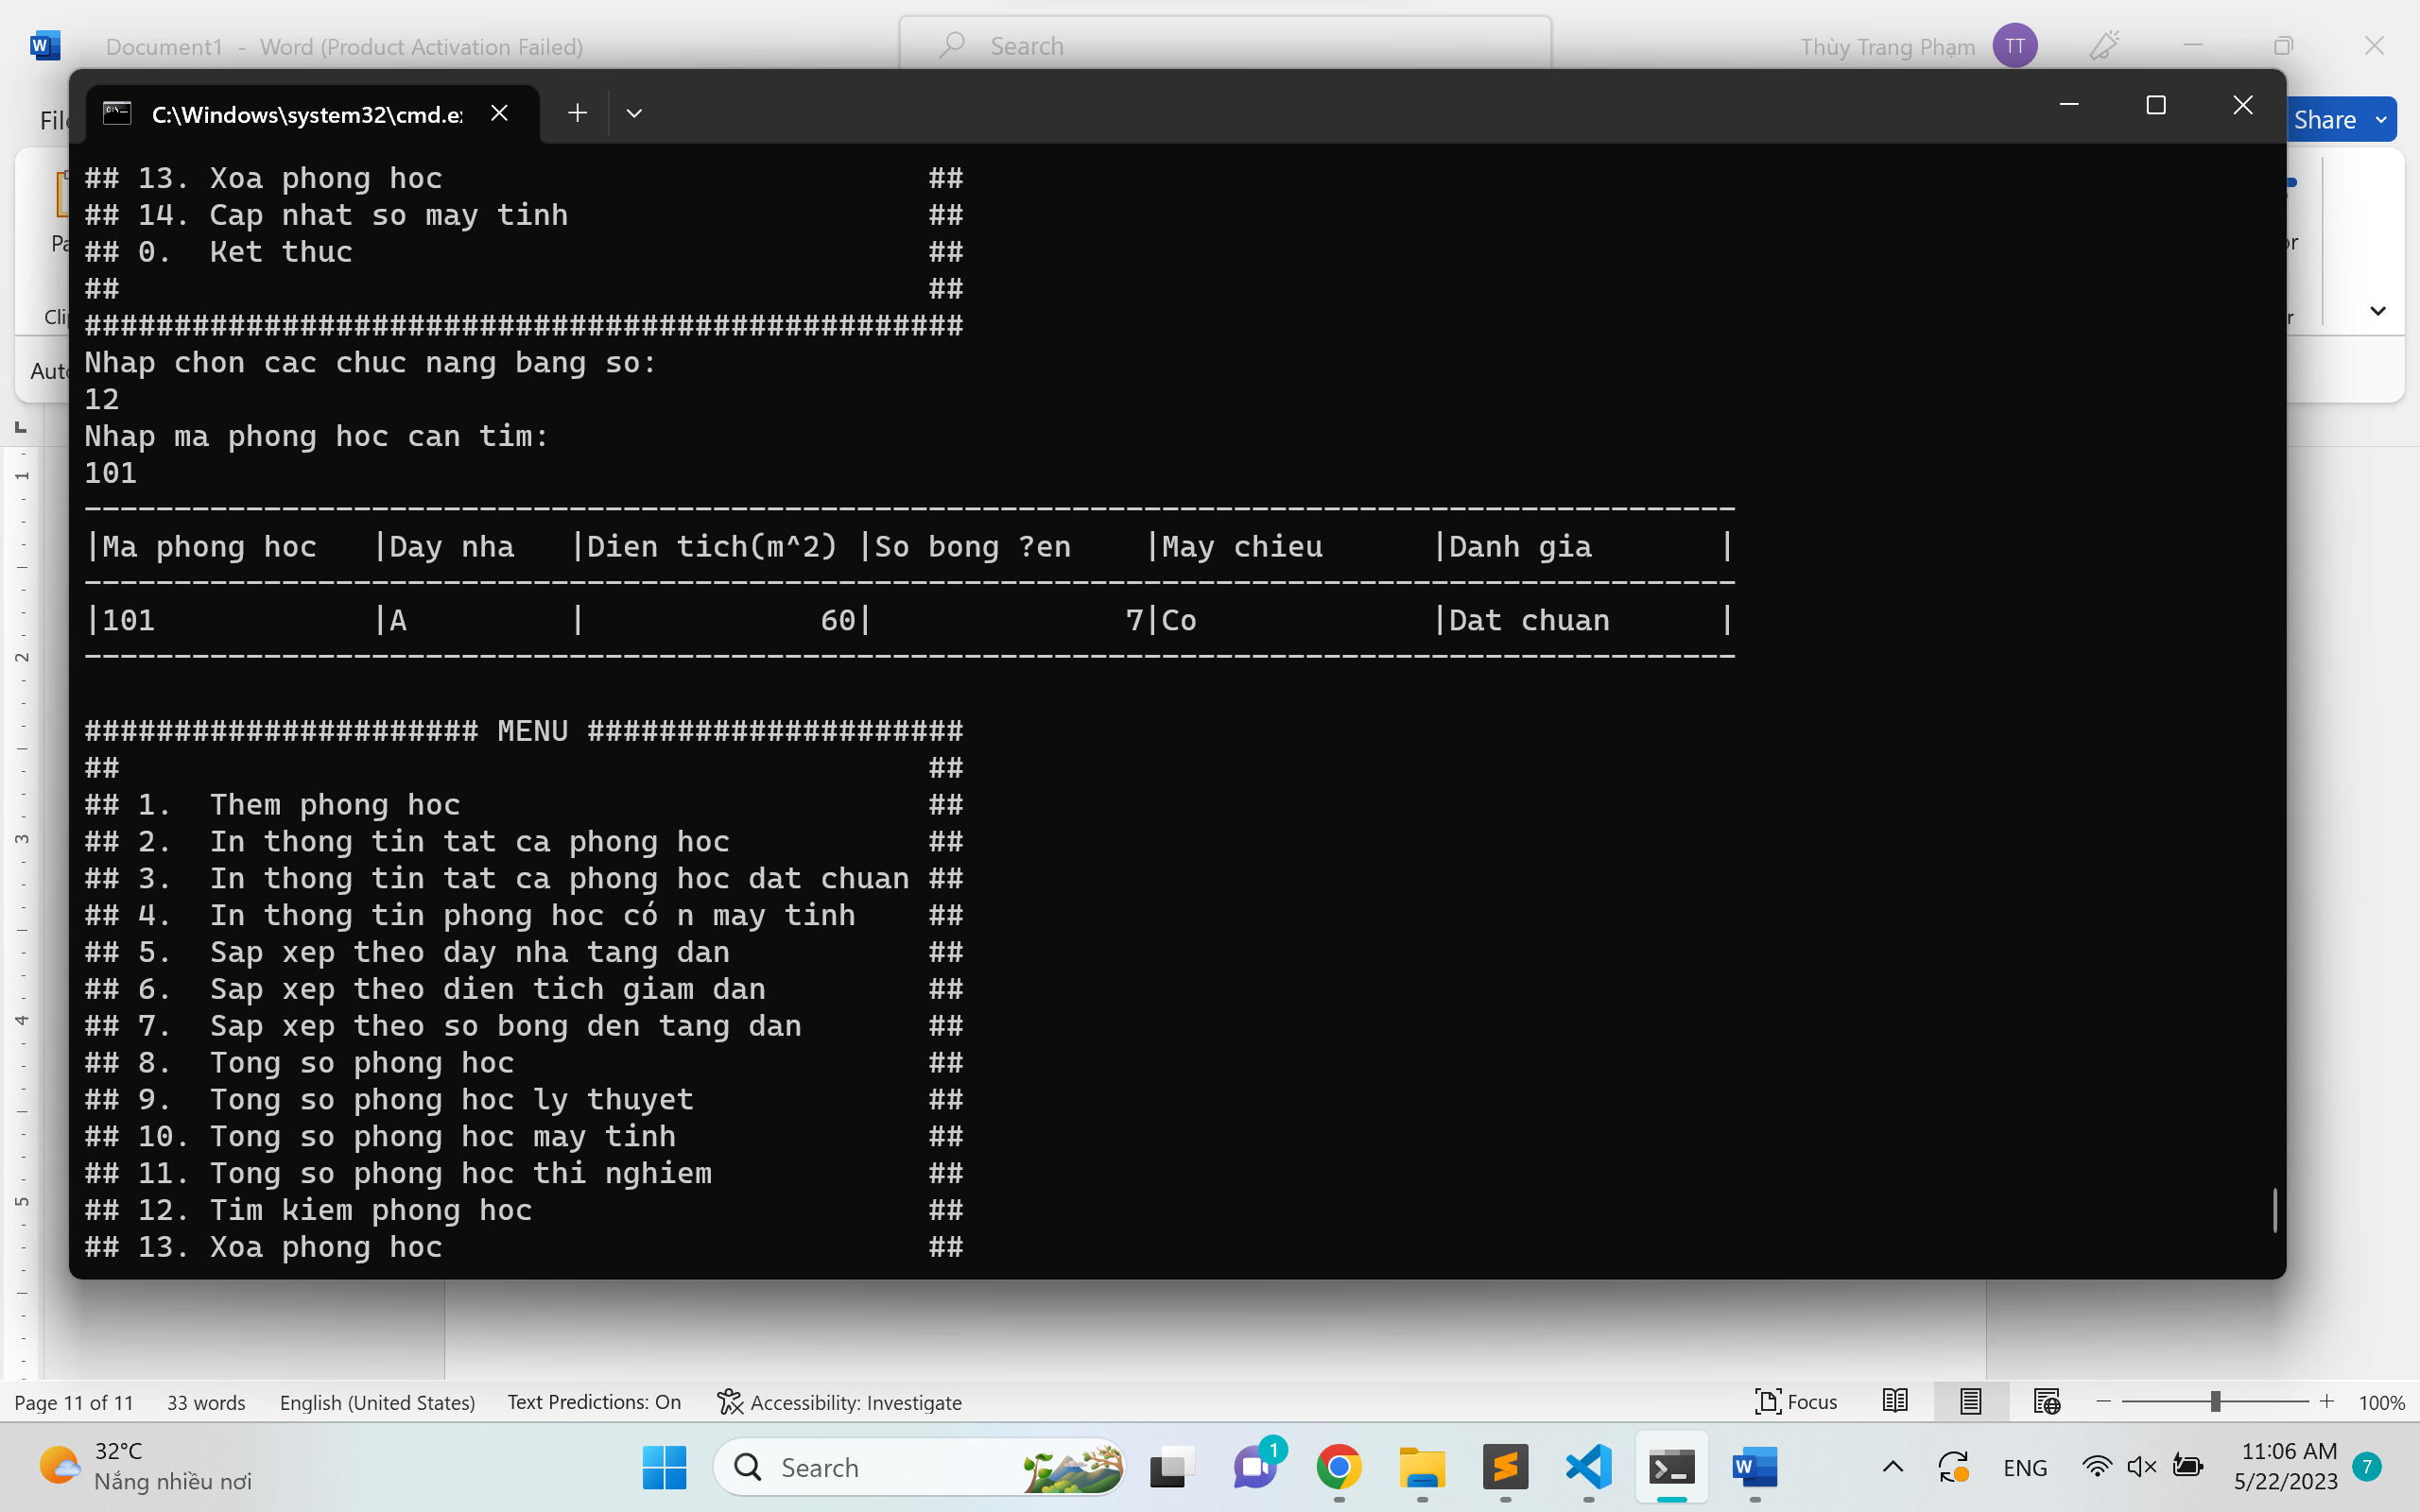 Document1 - Word (Product Activation Failed)
Search
Thùy Trang Phạm
TT
C:\Windows\system32\cmd.e
Share
## 13. Xoa phong hoc ##
## 14. Cap nhat so may tinh ##
## 0. Ket thuc ##
## ##
#################################################
Nhap chon cac chuc nang bang so:
12
Nhap ma phong hoc can tim:
101
--------------------------------------------------------------------------------------------
|Ma phong hoc |Day nha |Dien tich(m^2) |So bong ?en |May chieu |Danh gia |
--------------------------------------------------------------------------------------------
|101 |A | 60| 7|Co |Dat chuan |
--------------------------------------------------------------------------------------------
###################### MENU #####################
## ##
## 1. Them phong hoc ##
## 2. In thong tin tat ca phong hoc ##
## 3. In thong tin tat ca phong hoc dat chuan ##
## 4. In thong tin phong hoc có n may tinh ##
## 5. Sap xep theo day nha tang dan ##
## 6. Sap xep theo dien tich giam dan ##
## 7. Sap xep theo so bong den tang dan ##
## 8. Tong so phong hoc ##
## 9. Tong so phong hoc ly thuyet ##
## 10. Tong so phong hoc may tinh ##
## 11. Tong so phong hoc thi nghiem ##
## 12. Tim kiem phong hoc ##
## 13. Xoa phong hoc ##
1
2
3
4
5
Page 11 of 11 33 words English (United States) Text Predictions: On Accessibility: Investigate Focus 100%
32°C
Nắng nhiều nơi
Search
1
ENG
11:06 AM
5/22/2023
7